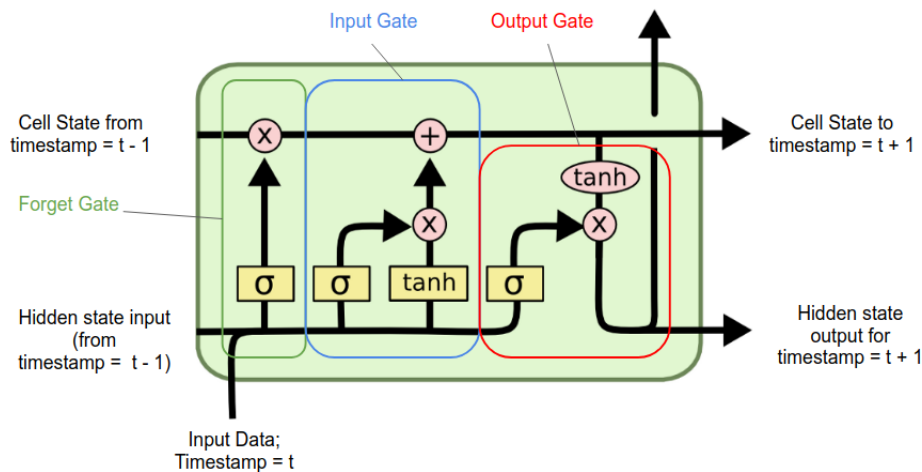 Input Gate
Output Gate
Cell State from
timestamp = t - 1
X
+
Cell State to
timestamp = t + 1
tanh
Forget Gate
X
X
σ
σ
tanh
σ
Hidden state input
(from
timestamp =  t - 1)
Hidden state
output for
timestamp = t + 1
Input Data;
Timestamp = t